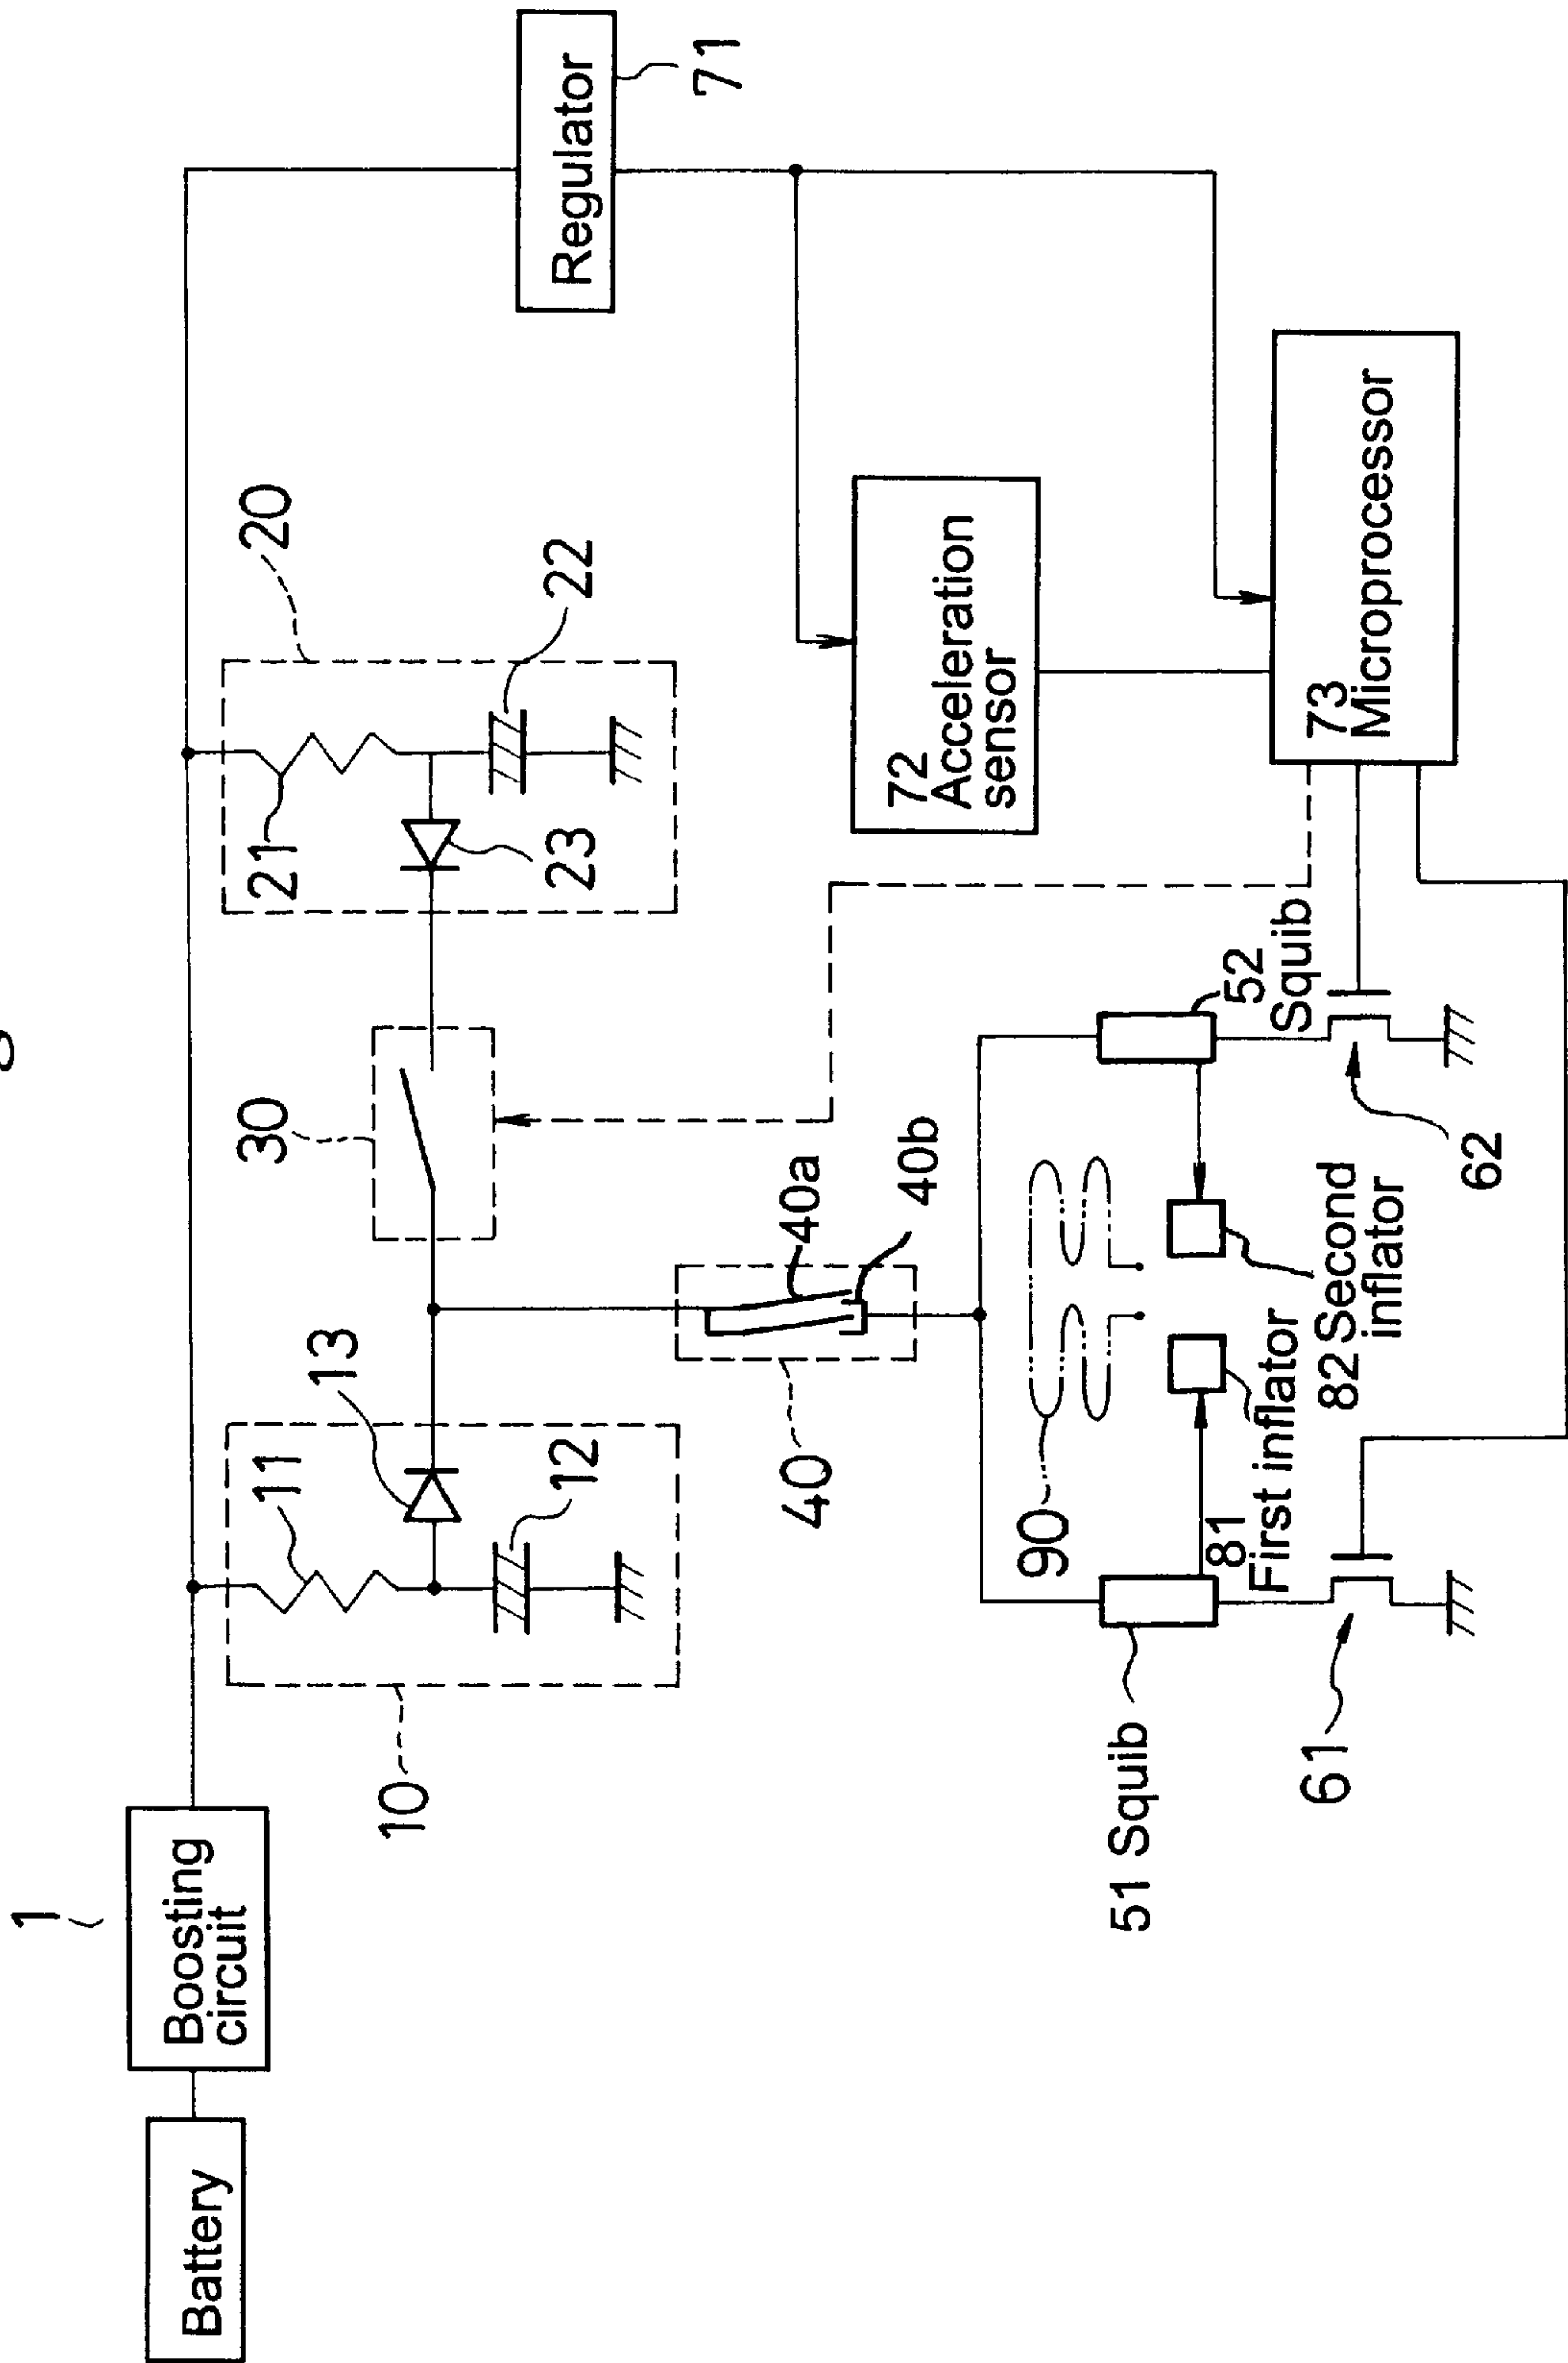 Battery
1
Boosting
circuit
10
11
12
13
20
21
22
23
30
40
40a
40b
Regulator
71
72
Acceleration
sensor
73
Microprocessor
51 Squib
52
Squib
61
62
81
First inflator
82 Second
inflator
90